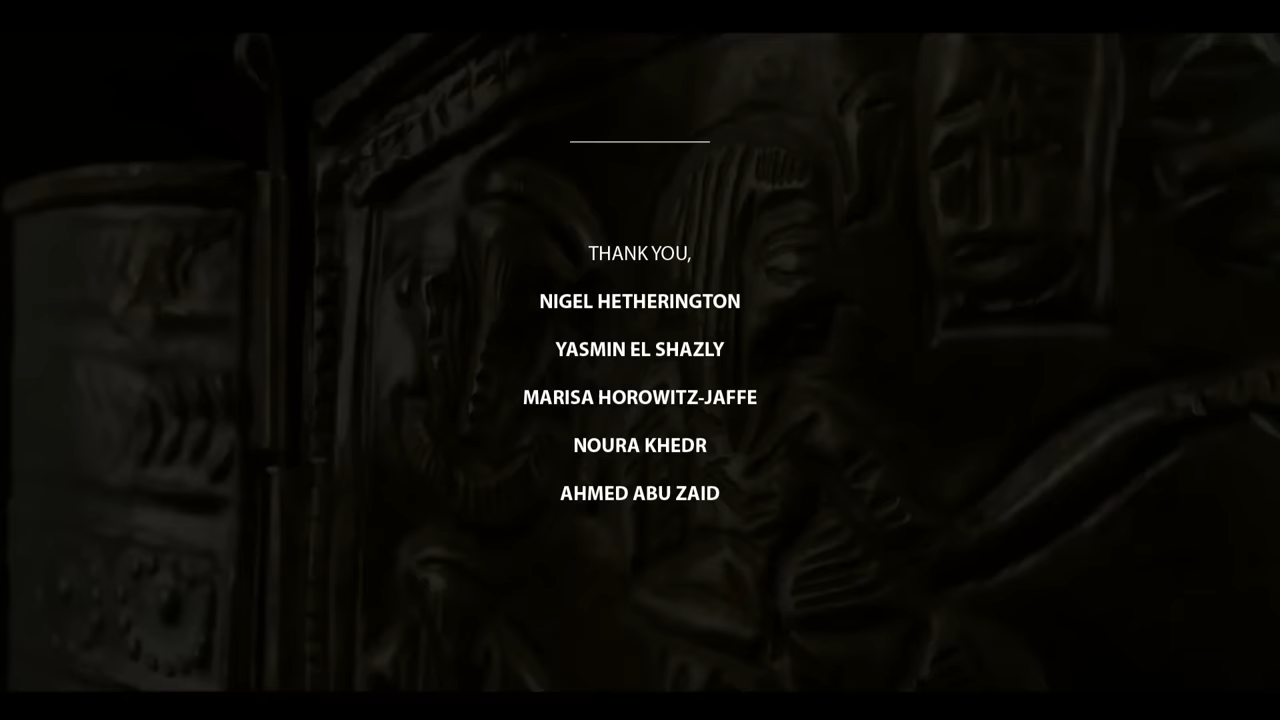 THANK YOU,
NIGEL HETHERINGTON
YASMIN EL SHAZLY
MARISA HOROWITZ-JAFFE
NOURA KHEDR
AHMED ABU ZAID